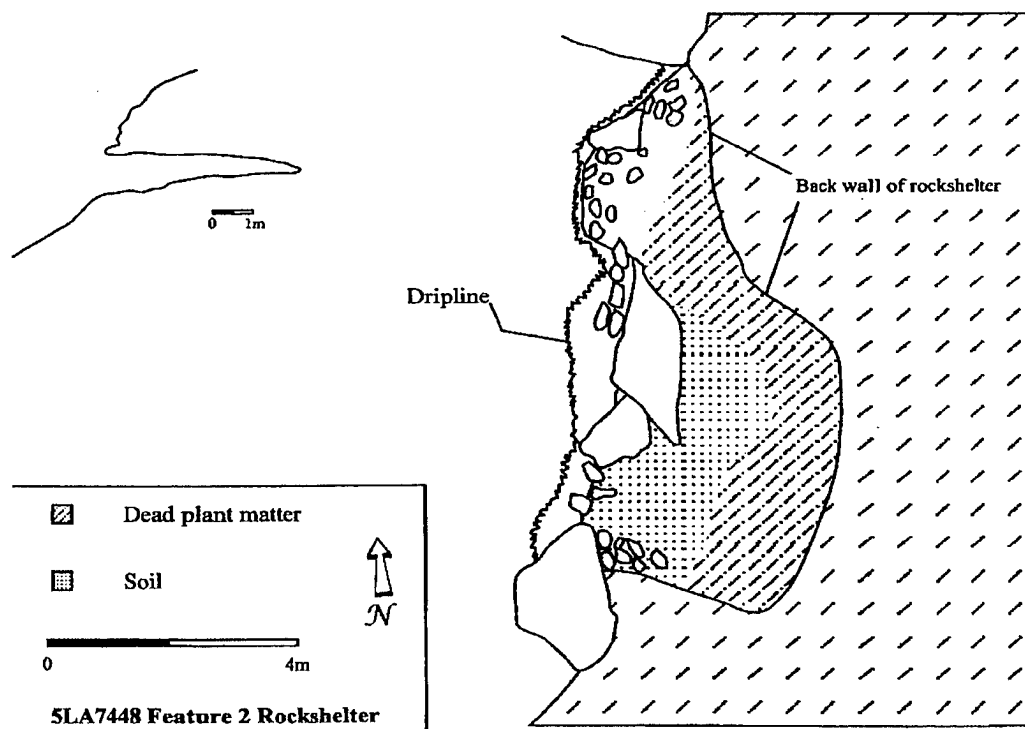 0 1m
Back wall of rockshelter
Dripline
Dead plant matter
Soil
N
0 4m
5LA7448 Feature 2 Rockshelter